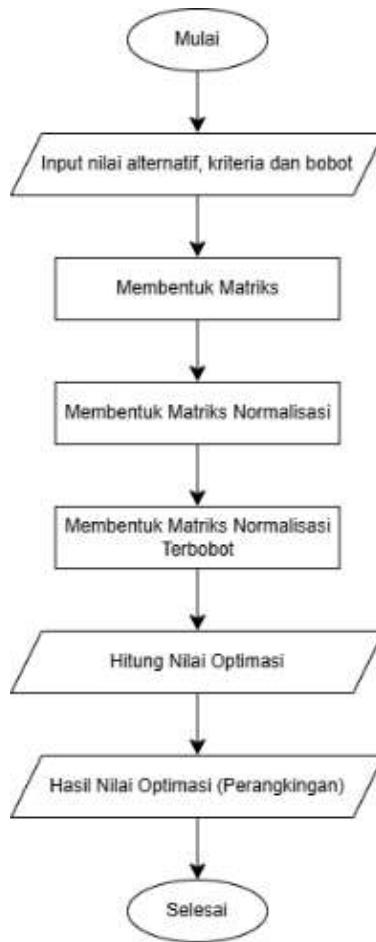 Mulai
Input nilai alternatif, kriteria dan bobot
Membentuk Matriks
Membentuk Matriks Normalisasi
Membentuk Matriks Normalisasi
Terbobot
Hitung Nilai Optimasi
Hasil Nilai Optimasi (Perangkingan)
Selesai